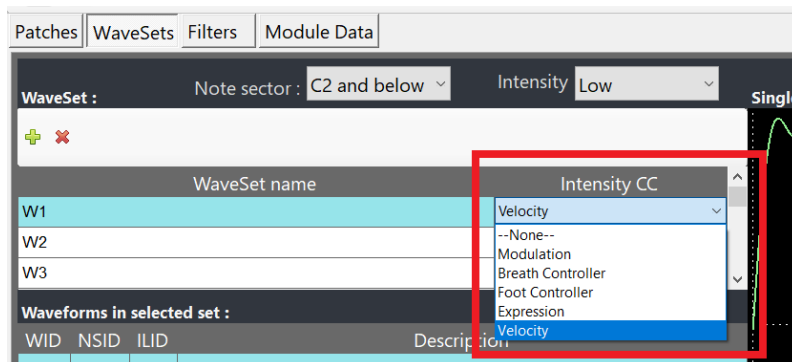 Patches WaveSets Filters Module Data
WaveSet : Note sector : C2 and below Intensity Low
WaveSet name Intensity CC
W1 Velocity
W2 --None--
Modulation
W3 Breath Controller
Foot Controller
Waveforms in selected set : Expression
Velocity
WID NSID ILID Description